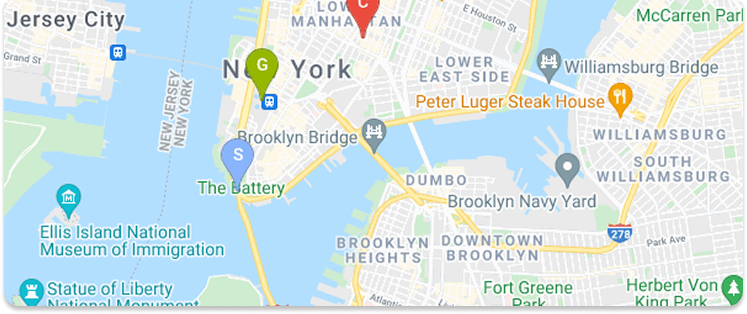 C
LOW
MANHATTAN
E Houston St
McCarren Parl
Jersey City
Grand St
G
New York
LOWER
EAST SIDE
Williamsburg Bridge
NEW JERSEY
NEW YORK
Peter Luger Steak House
Brooklyn Bridge
WILLIAMSBURG
S
SOUTH
WILLIAMSBURG
The Battery
DUMBO
Brooklyn Navy Yard
Ellis Island National
Museum of Immigration
278
Park Ave
BROOKLYN
HEIGHTS
DOWNTOWN
BROOKLYN
Statue of Liberty
National Monument
Atlantic
Fort Greene
Park
Herbert Von
King Park